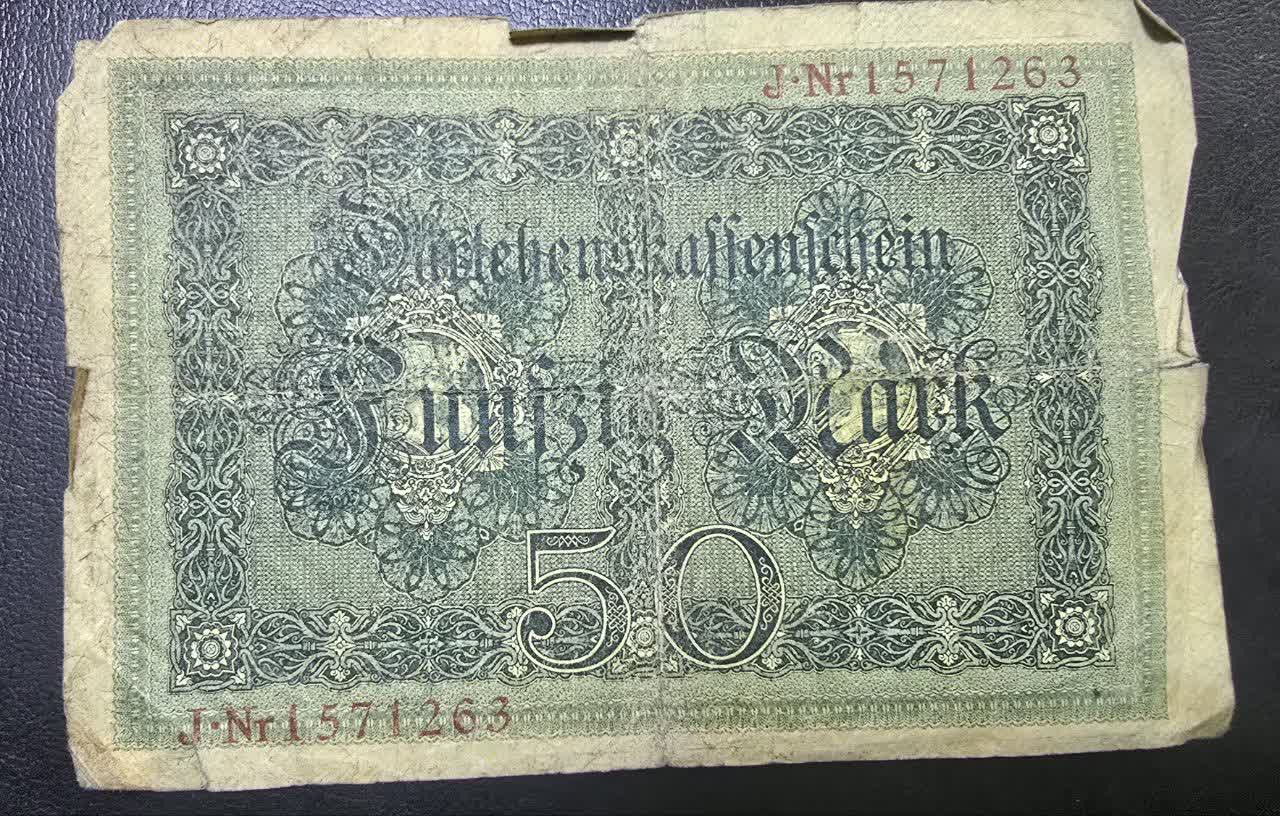 J·Nr 1571263
Darlehenskassenschein
Fünfzig Mark
50
J·Nr 1571263